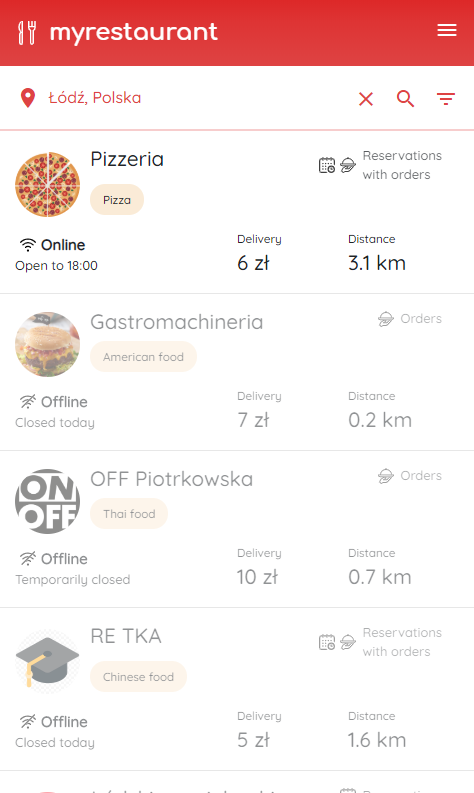 myrestaurant
Łódź, Polska
Pizzeria
Reservations
with orders
Pizza
Online
Open to 18:00
Delivery
6 zł
Distance
3.1 km
Gastromachineria
Orders
American food
Offline
Closed today
Delivery
7 zł
Distance
0.2 km
ON
OFF
OFF Piotrkowska
Orders
Thai food
Offline
Temporarily closed
Delivery
10 zł
Distance
0.7 km
RE TKA
Reservations
with orders
Chinese food
Offline
Closed today
Delivery
5 zł
Distance
1.6 km